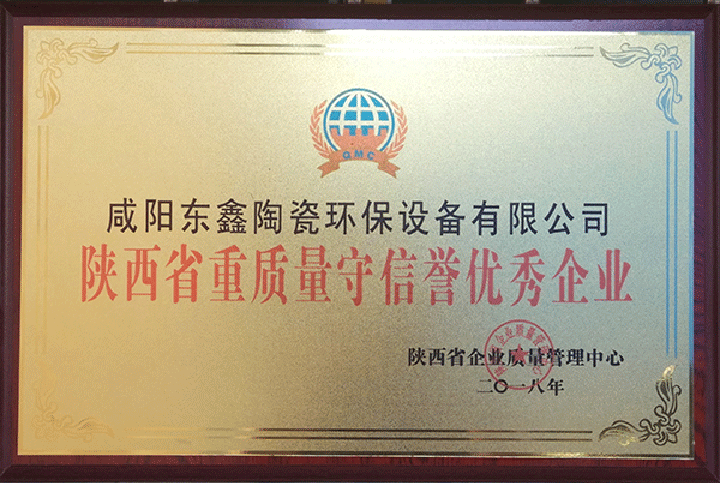 QMC
咸阳东鑫陶瓷环保设备有限公司
陕西省重质量守信誉优秀企业
陕西省企业质量管理中心
二〇一八年